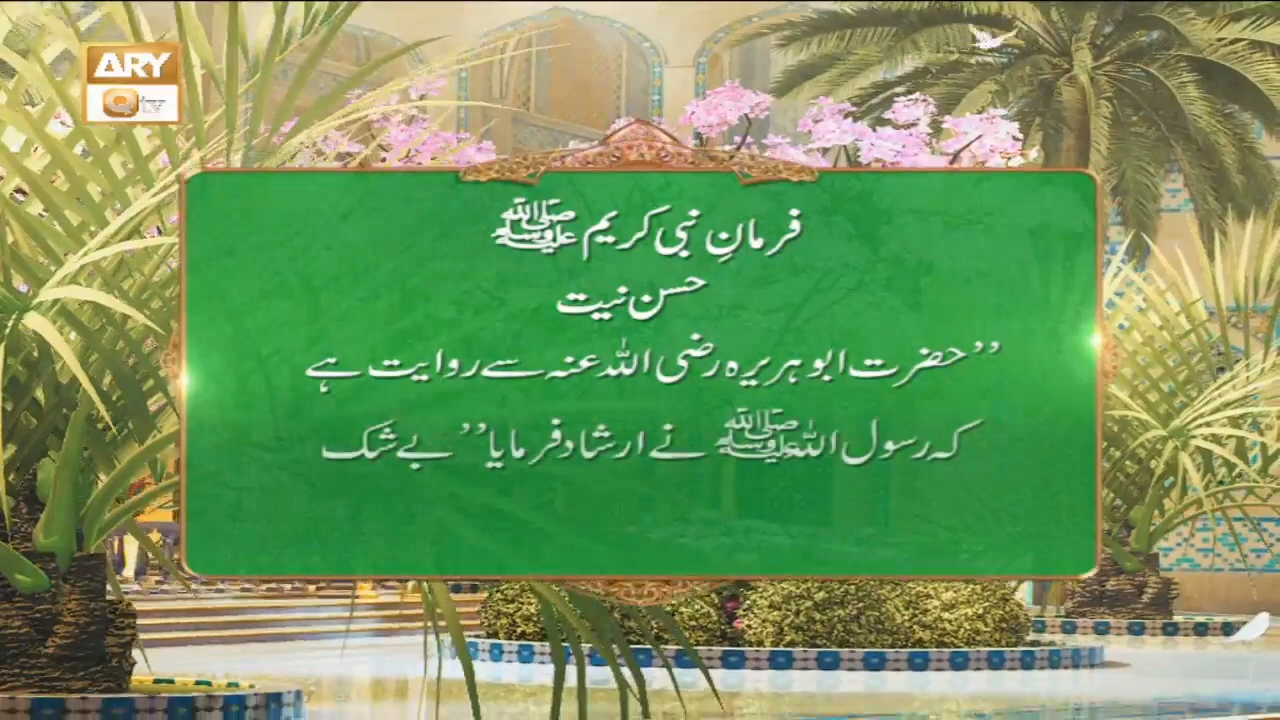 ARY
Qtv
فرمانِ نبی کریم ﷺ
حسن نیت
’’حضرت ابو ہریرہ رضی اللہ عنہ سے روایت ہے
کہ رسول اللہ ﷺ نے ارشاد فرمایا’’ بے شک